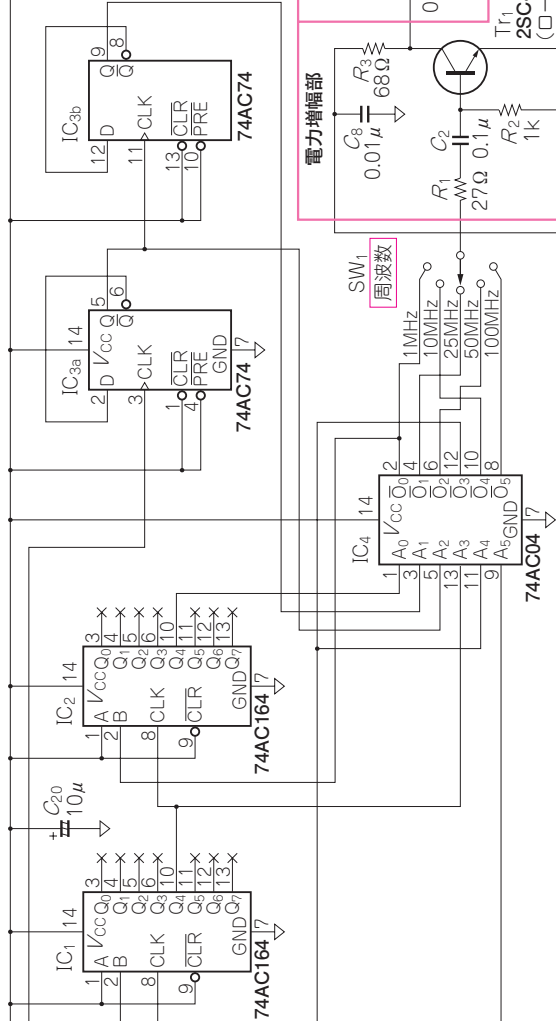 IC1
14
1 A VCC Q0 3
2 B Q1 4
Q2 5
8 CLK Q3 6
Q4 10
Q5 11
9 CLR Q6 12
GND Q7 13
7
74AC164
C20
10μ
+
IC2
14
1 A VCC Q0 3
2 B Q1 4
Q2 5
8 CLK Q3 6
Q4 10
Q5 11
9 CLR Q6 12
GND Q7 13
7
74AC164
IC3a
14
2 D VCC Q 5
Q 6
3 CLK
1 CLR
4 PRE
GND
7
74AC74
IC3b
12 D Q 9
Q 8
11 CLK
13 CLR
10 PRE
74AC74
IC4
14
VCC
1 A0 O0 2
3 A1 O1 4
5 A2 O2 6
13 A3 O3 12
11 A4 O4 10
9 A5 O5 8
GND
7
74AC04
SW1
周波数
1MHz
10MHz
25MHz
50MHz
100MHz
電力増幅部
R3
68Ω
C8
0.01μ
R1
27Ω
C2
0.1μ
R2
1k
Tr1
2SC
(ロー
0